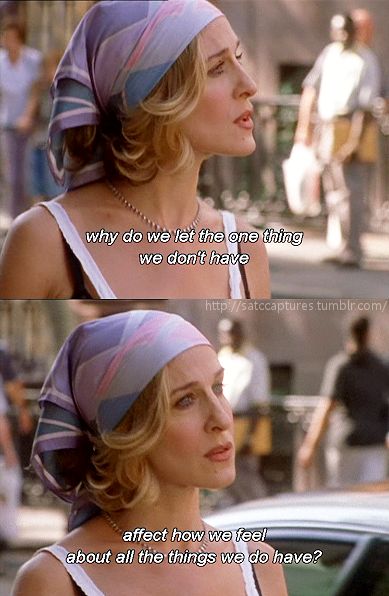 why do we let the one thing
we don't have
http://satccaptures.tumblr.com/
affect how we feel
about all the things we do have?